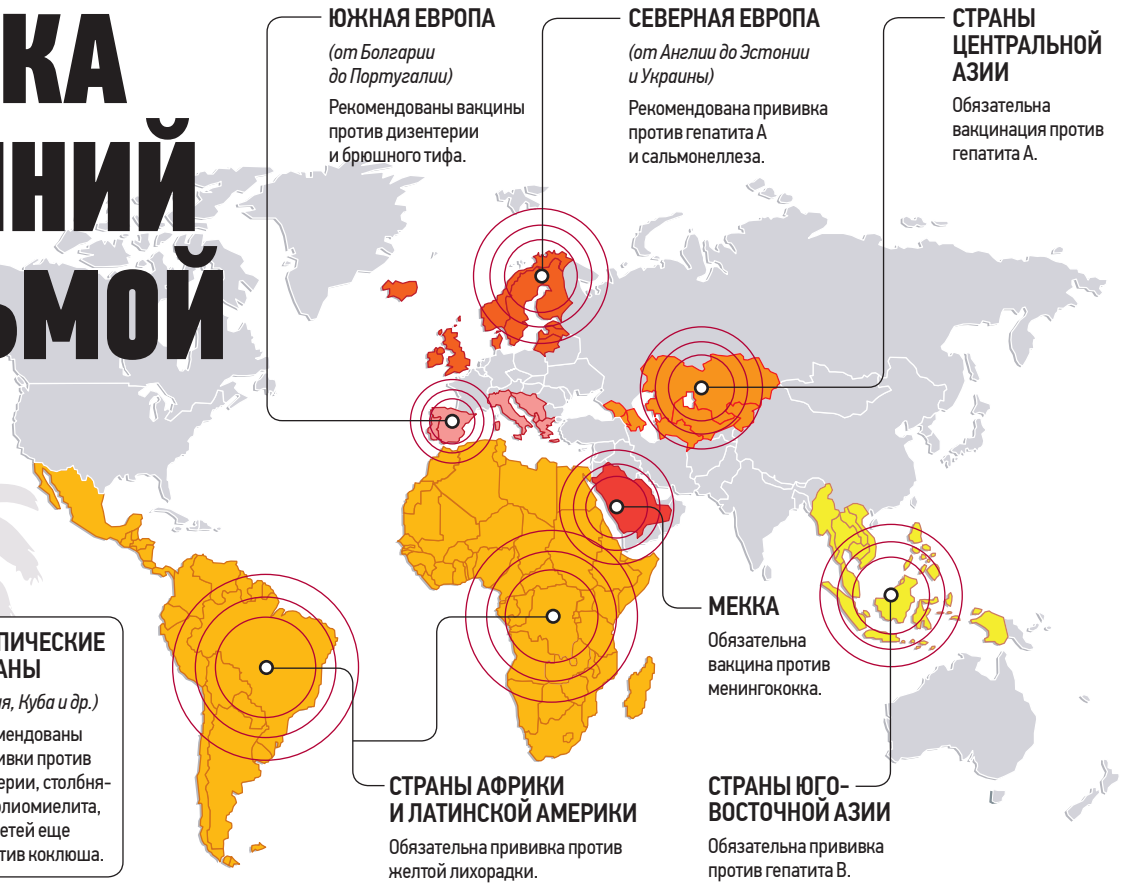 КА
НИЙ
ЬМОЙ
ЮЖНАЯ ЕВРОПА
(от Болгарии
до Португалии)
Рекомендованы вакцины
против дизентерии
и брюшного тифа.
СЕВЕРНАЯ ЕВРОПА
(от Англии до Эстонии
и Украины)
Рекомендована прививка
против гепатита А
и сальмонеллеза.
СТРАНЫ
ЦЕНТРАЛЬНОЙ
АЗИИ
Обязательна
вакцинация против
гепатита А.
ПИЧЕСКИЕ
АНЫ
я, Куба и др.)
мендованы
ивки против
ерии, столбня-
олиомиелита,
етей еще
тив коклюша.
СТРАНЫ АФРИКИ
И ЛАТИНСКОЙ АМЕРИКИ
Обязательна прививка против
желтой лихорадки.
МЕККА
Обязательна
вакцина против
менингококка.
СТРАНЫ ЮГО-
ВОСТОЧНОЙ АЗИИ
Обязательна прививка
против гепатита В.